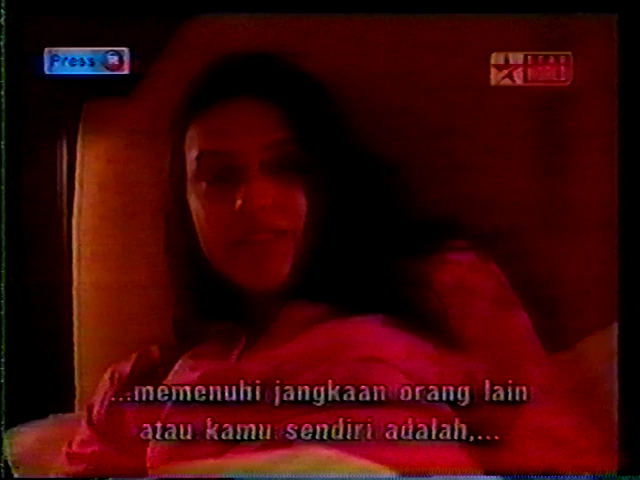 Press R
STAR
WORLD
...memenuhi jangkaan orang lain
atau kamu sendiri adalah,...